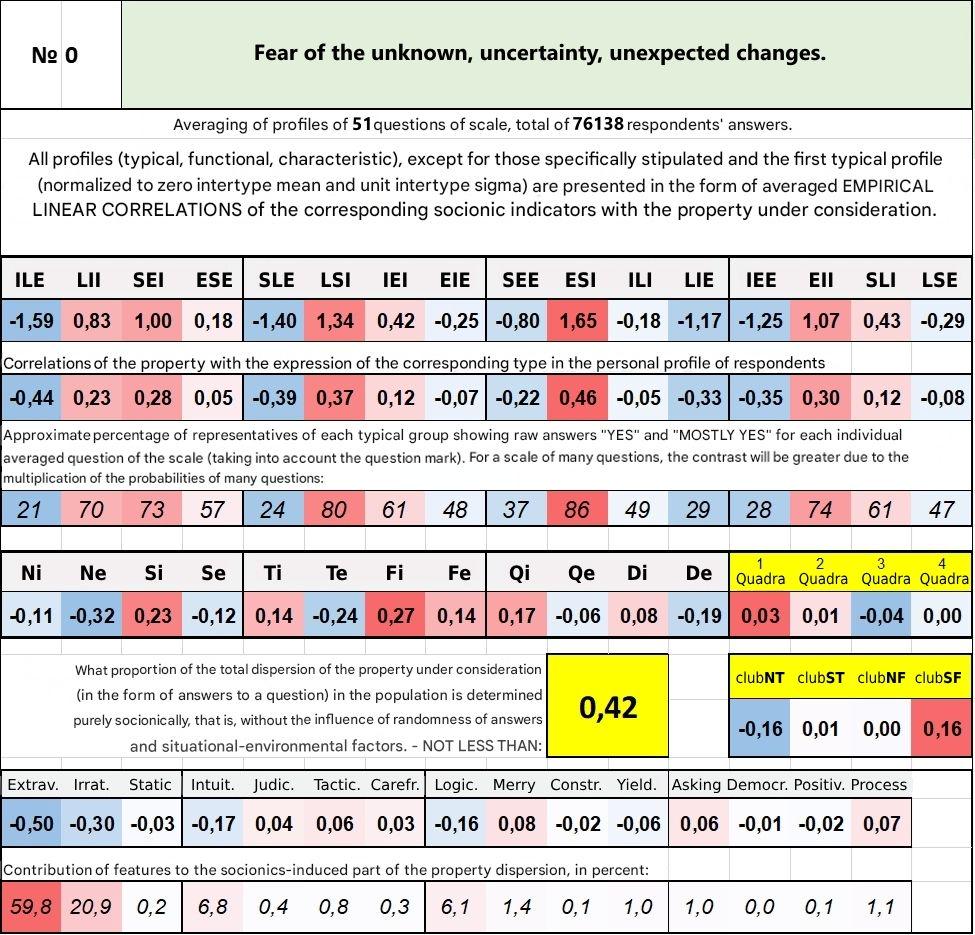 № 0
Fear of the unknown, uncertainty, unexpected changes.
Averaging of profiles of 51 questions of scale, total of 76138 respondents' answers.
All profiles (typical, functional, characteristic), except for those specifically stipulated and the first typical profile
(normalized to zero intertype mean and unit intertype sigma) are presented in the form of averaged EMPIRICAL
LINEAR CORRELATIONS of the corresponding socionic indicators with the property under consideration.
ILE LII SEI ESE SLE LSI IEI EIE SEE ESI ILI LIE IEE EII SLI LSE
-1,59 0,83 1,00 0,18 -1,40 1,34 0,42 -0,25 -0,80 1,65 -0,18 -1,17 -1,25 1,07 0,43 -0,29
Correlations of the property with the expression of the corresponding type in the personal profile of respondents
-0,44 0,23 0,28 0,05 -0,39 0,37 0,12 -0,07 -0,22 0,46 -0,05 -0,33 -0,35 0,30 0,12 -0,08
Approximate percentage of representatives of each typical group showing raw answers "YES" and "MOSTLY YES" for each individual
averaged question of the scale (taking into account the question mark). For a scale of many questions, the contrast will be greater due to the
multiplication of the probabilities of many questions:
21 70 73 57 24 80 61 48 37 86 49 29 28 74 61 47
Ni Ne Si Se Ti Te Fi Fe Qi Qe Di De 1 Quadra 2 Quadra 3 Quadra 4 Quadra
-0,11 -0,32 0,23 -0,12 0,14 -0,24 0,27 0,14 0,17 -0,06 0,08 -0,19 0,03 0,01 -0,04 0,00
What proportion of the total dispersion of the property under consideration
(in the form of answers to a question) in the population is determined
purely socionically, that is, without the influence of randomness of answers
and situational-environmental factors. - NOT LESS THAN:
0,42
clubNT clubST clubNF clubSF
-0,16 0,01 0,00 0,16
Extrav. Irrat. Static Intuit. Judic. Tactic. Carefr. Logic. Merry Constr. Yield. Asking Democr. Positiv. Process
-0,50 -0,30 -0,03 -0,17 0,04 0,06 0,03 -0,16 0,08 -0,02 -0,06 0,06 -0,01 -0,02 0,07
Contribution of features to the socionics-induced part of the property dispersion, in percent:
59,8 20,9 0,2 6,8 0,4 0,8 0,3 6,1 1,4 0,1 1,0 1,0 0,0 0,1 1,1